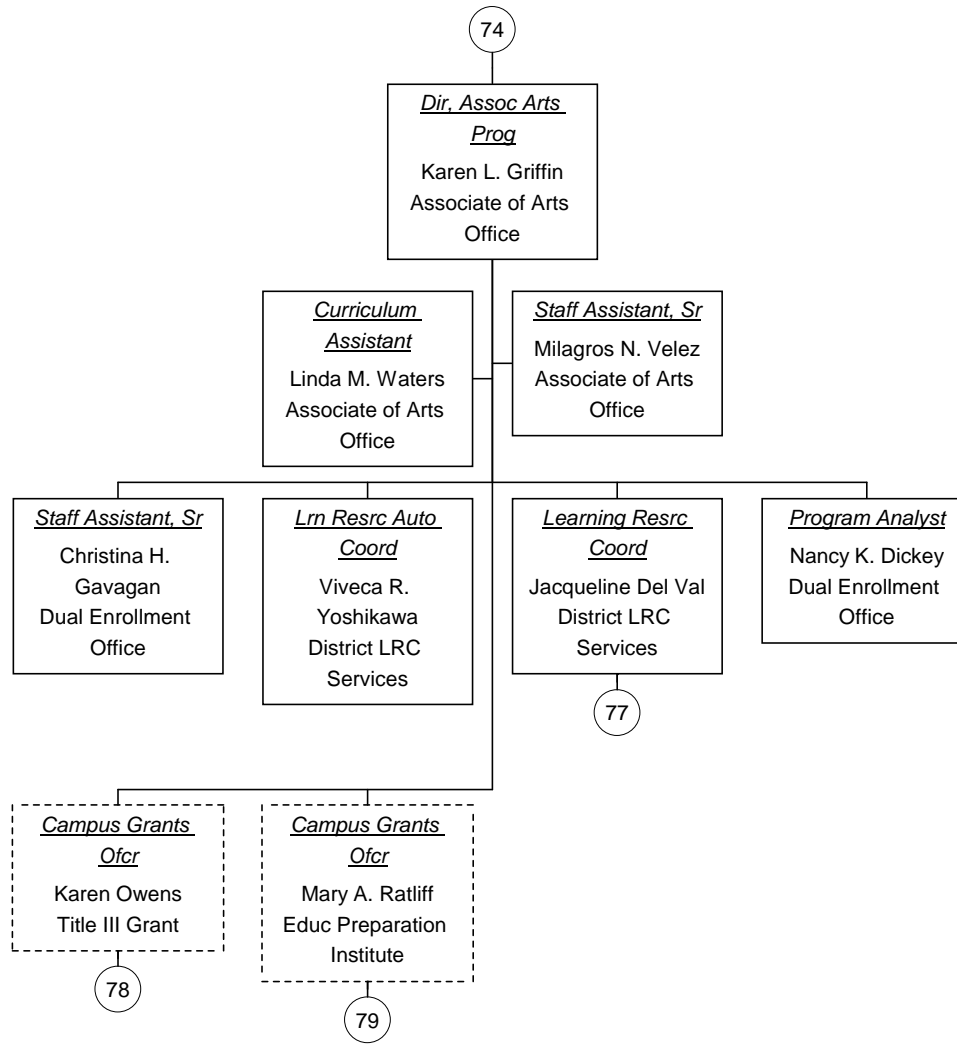 74
Dir, Assoc Arts
Prog
Karen L. Griffin
Associate of Arts
Office
Curriculum
Assistant
Linda M. Waters
Associate of Arts
Office
Staff Assistant, Sr
Milagros N. Velez
Associate of Arts
Office
Staff Assistant, Sr
Christina H.
Gavagan
Dual Enrollment
Office
Lrn Resrc Auto
Coord
Viveca R.
Yoshikawa
District LRC
Services
Learning Resrc
Coord
Jacqueline Del Val
District LRC
Services
77
Program Analyst
Nancy K. Dickey
Dual Enrollment
Office
Campus Grants
Ofcr
Karen Owens
Title III Grant
78
Campus Grants
Ofcr
Mary A. Ratliff
Educ Preparation
Institute
79